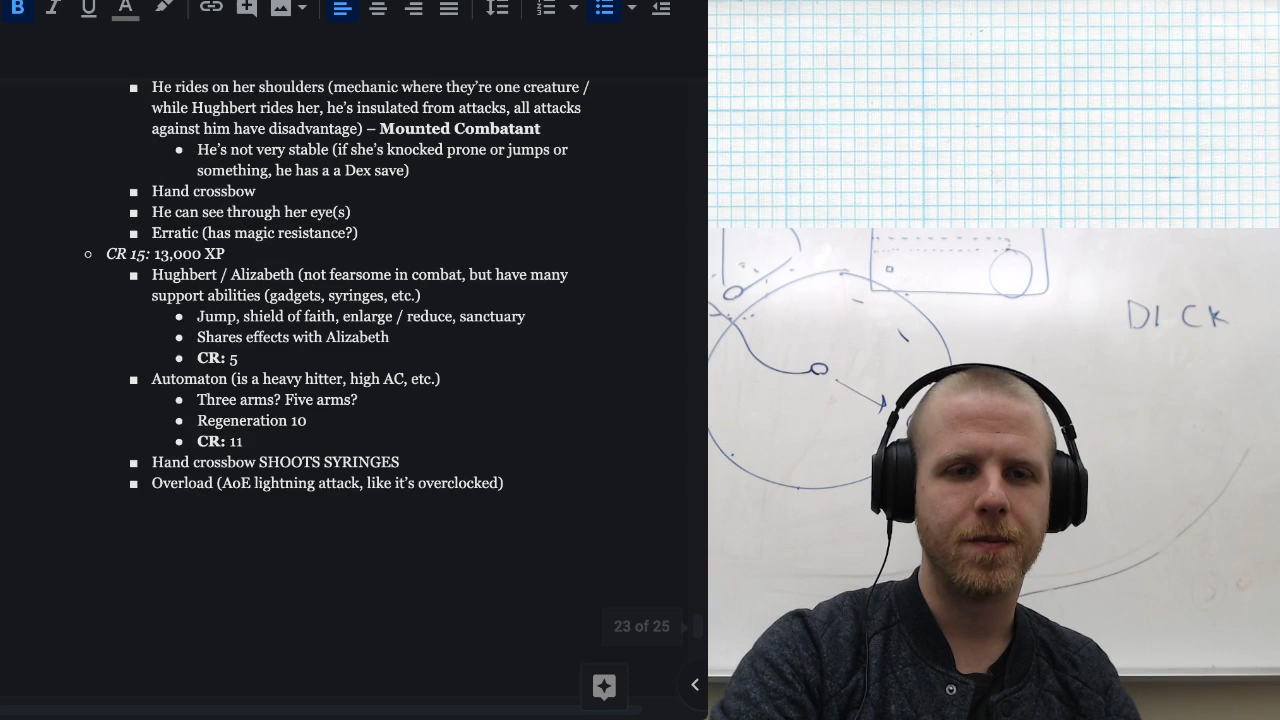 B I U A
He rides on her shoulders (mechanic where they're one creature /
while Hughbert rides her, he's insulated from attacks, all attacks
against him have disadvantage) – Mounted Combatant
He's not very stable (if she's knocked prone or jumps or
something, he has a a Dex save)
Hand crossbow
He can see through her eye(s)
Erratic (has magic resistance?)
CR 15: 13,000 XP
Hughbert / Alizabeth (not fearsome in combat, but have many
support abilities (gadgets, syringes, etc.)
Jump, shield of faith, enlarge / reduce, sanctuary
Shares effects with Alizabeth
CR: 5
Automaton (is a heavy hitter, high AC, etc.)
Three arms? Five arms?
Regeneration 10
CR: 11
Hand crossbow SHOOTS SYRINGES
Overload (AoE lightning attack, like it's overclocked)
23 of 25
DICK